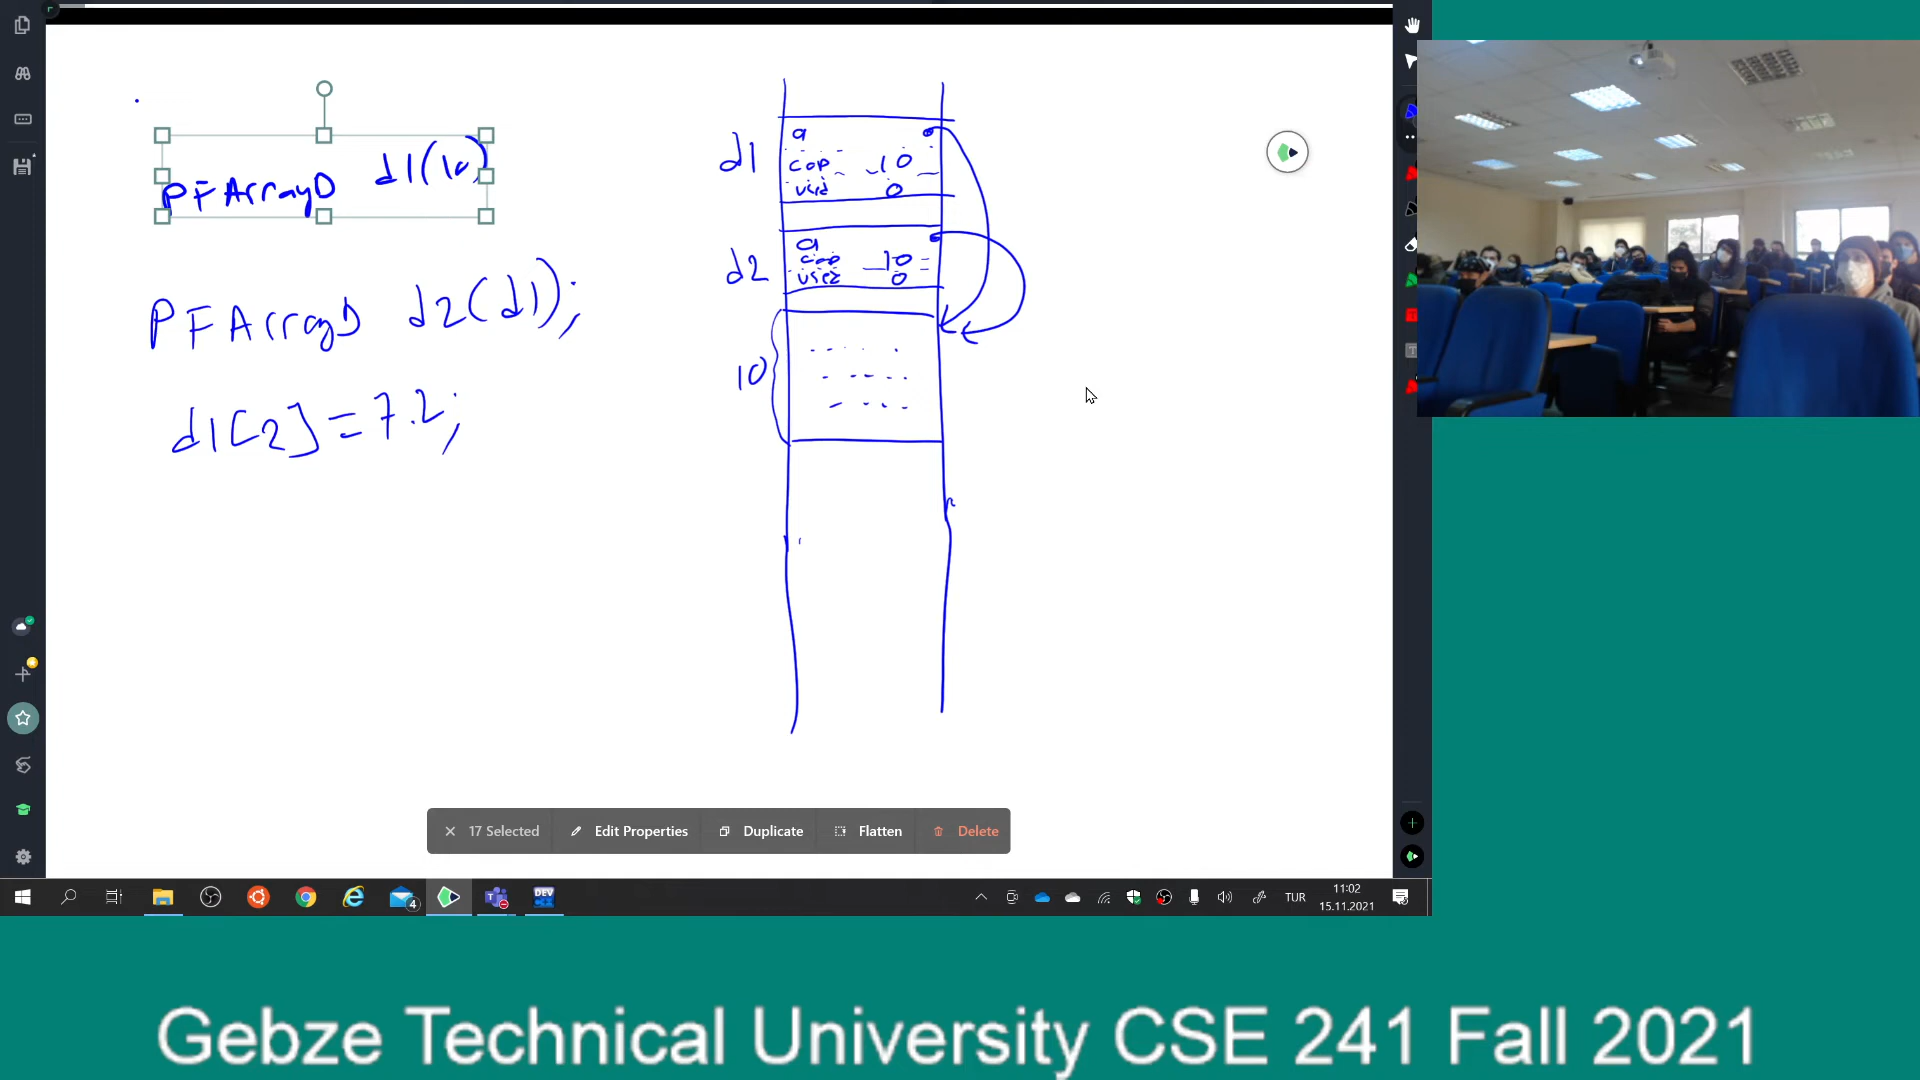 PFArrayD d1(10)
PFArrayD d2(d1);
d1[2] = 7.2;
d1
a
cap 10
used 0
d2
a
cap 10
used 0
10
17 Selected
Edit Properties
Duplicate
Flatten
Delete
4
DEV
TUR
11:02
15.11.2021
Gebze Technical University CSE 241 Fall 2021